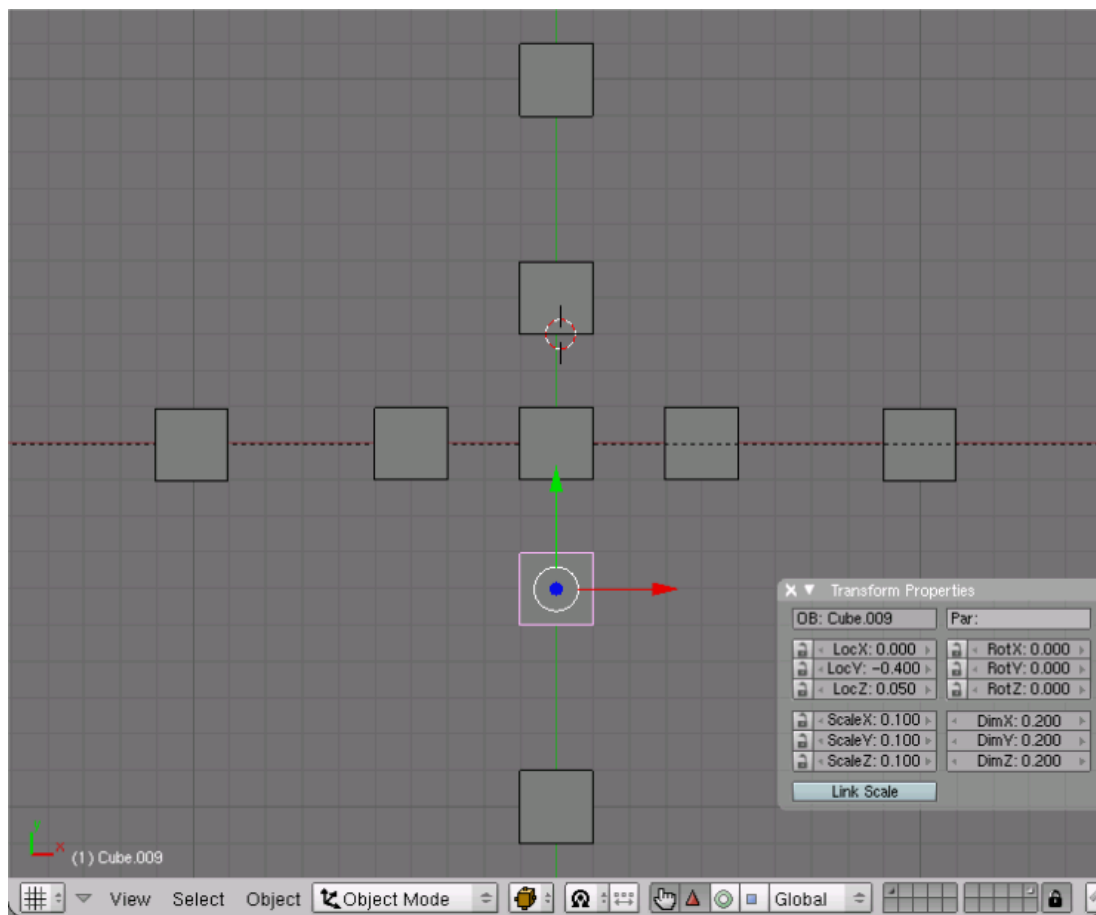 Transform Properties
OB: Cube.009 Par:
LocX: 0.000 RotX: 0.000
LocY: -0.400 RotY: 0.000
LocZ: 0.050 RotZ: 0.000
ScaleX: 0.100 DimX: 0.200
ScaleY: 0.100 DimY: 0.200
ScaleZ: 0.100 DimZ: 0.200
Link Scale
y
x
(1) Cube.009
View Select Object Object Mode Global